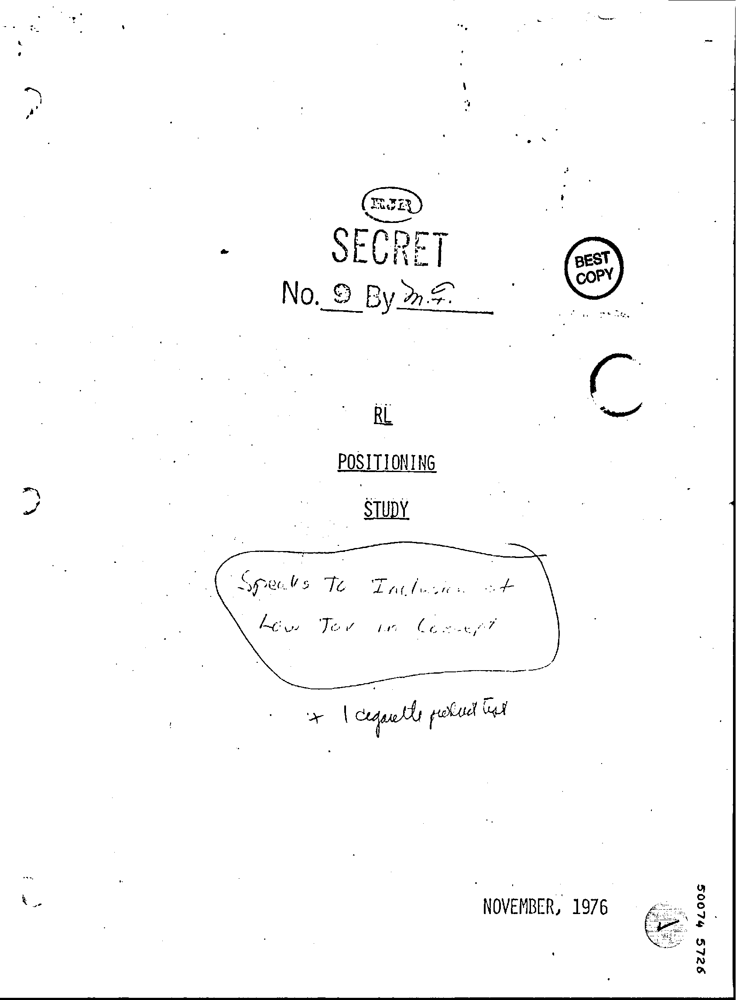 RJR
SECRET
No. 9 By M.F.
BEST
COPY
RL
POSITIONING
STUDY
Speaks To Inclusion of
Low Tar in Concept
* 1 cigarette product test
NOVEMBER, 1976
50074 5726